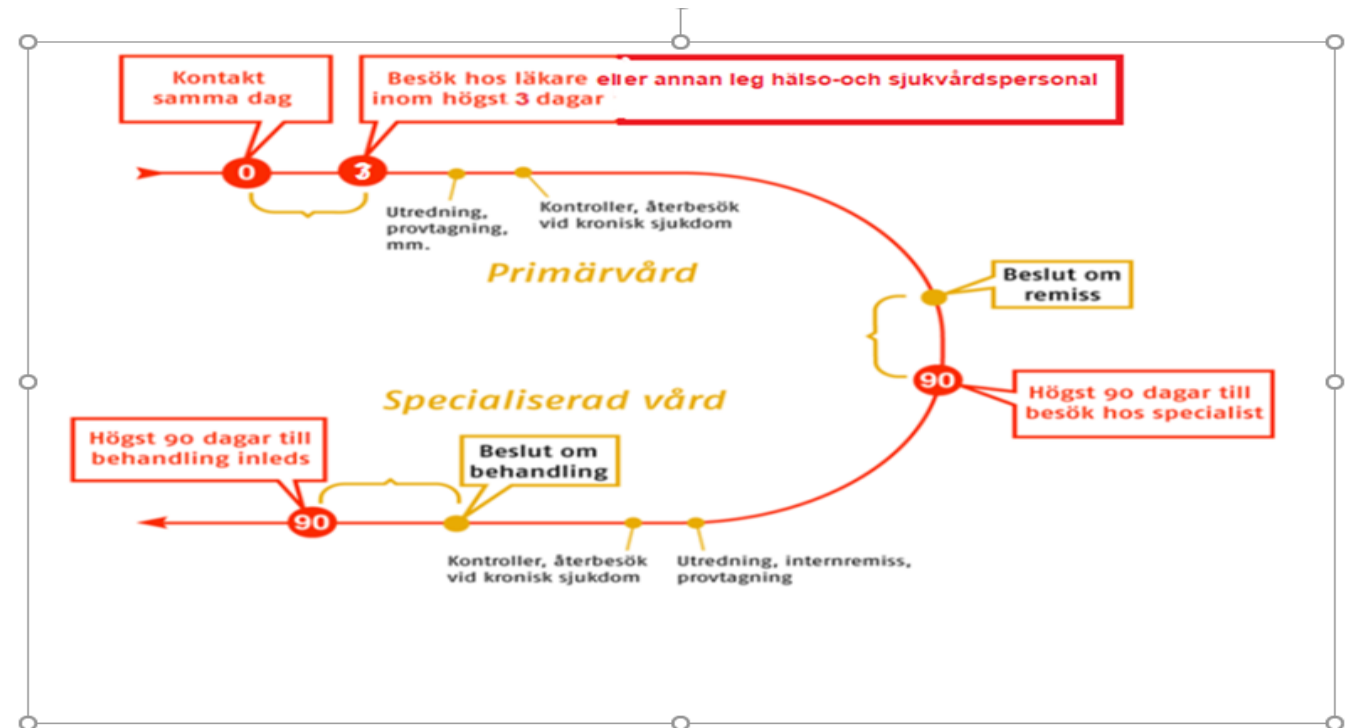 Kontakt
samma dag
Besök hos läkare eller annan leg hälso-och sjukvårdspersonal
inom högst 3 dagar
0
3
Utredning,
provtagning,
mm.
Kontroller, återbesök
vid kronisk sjukdom
Primärvård
Beslut om
remiss
90
Högst 90 dagar till
besök hos specialist
Specialiserad vård
Högst 90 dagar till
behandling inleds
Beslut om
behandling
90
Kontroller, återbesök
vid kronisk sjukdom
Utredning, internremiss,
provtagning